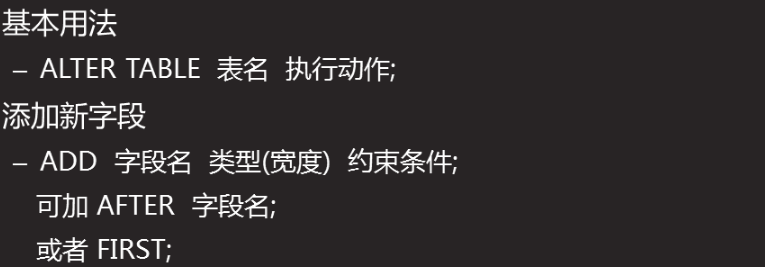 基本用法
– ALTER TABLE 表名 执行动作;
添加新字段
– ADD 字段名 类型(宽度) 约束条件;
可加 AFTER 字段名;
或者 FIRST;